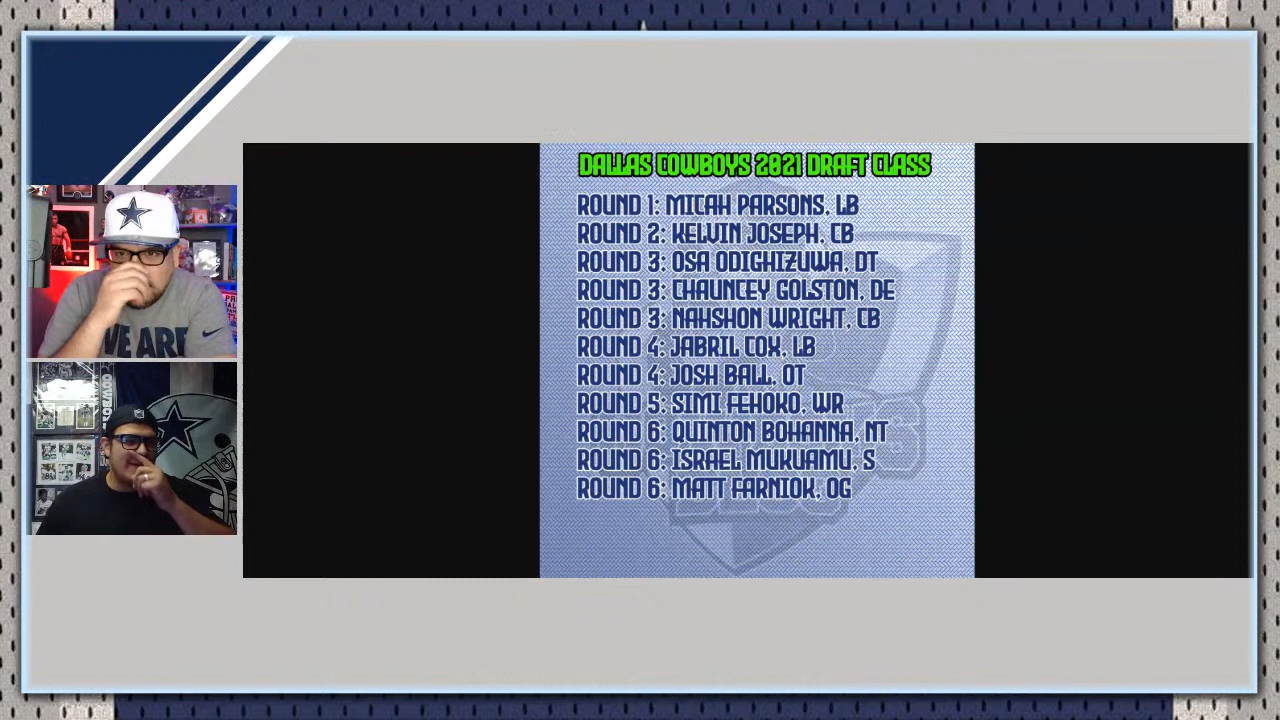 DALLAS COWBOYS 2021 DRAFT CLASS
ROUND 1: MICAH PARSONS, LB
ROUND 2: KELVIN JOSEPH, CB
ROUND 3: OSA ODIGHIZUWA, DT
ROUND 3: CHAUNCEY GOLSTON, DE
ROUND 3: NAHSHON WRIGHT, CB
ROUND 4: JABRIL COX, LB
ROUND 4: JOSH BALL, OT
ROUND 5: SIMI FEHOKO, WR
ROUND 6: QUINTON BOHANNA, NT
ROUND 6: ISRAEL MUKUAMU, S
ROUND 6: MATT FARNIOK, OG
WE ARE